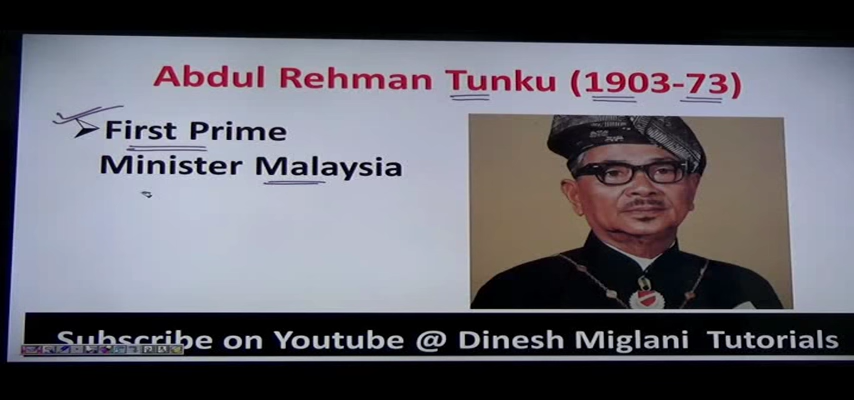 Abdul Rehman Tunku (1903-73)
First Prime
Minister Malaysia
Subscribe on Youtube @ Dinesh Miglani Tutorials